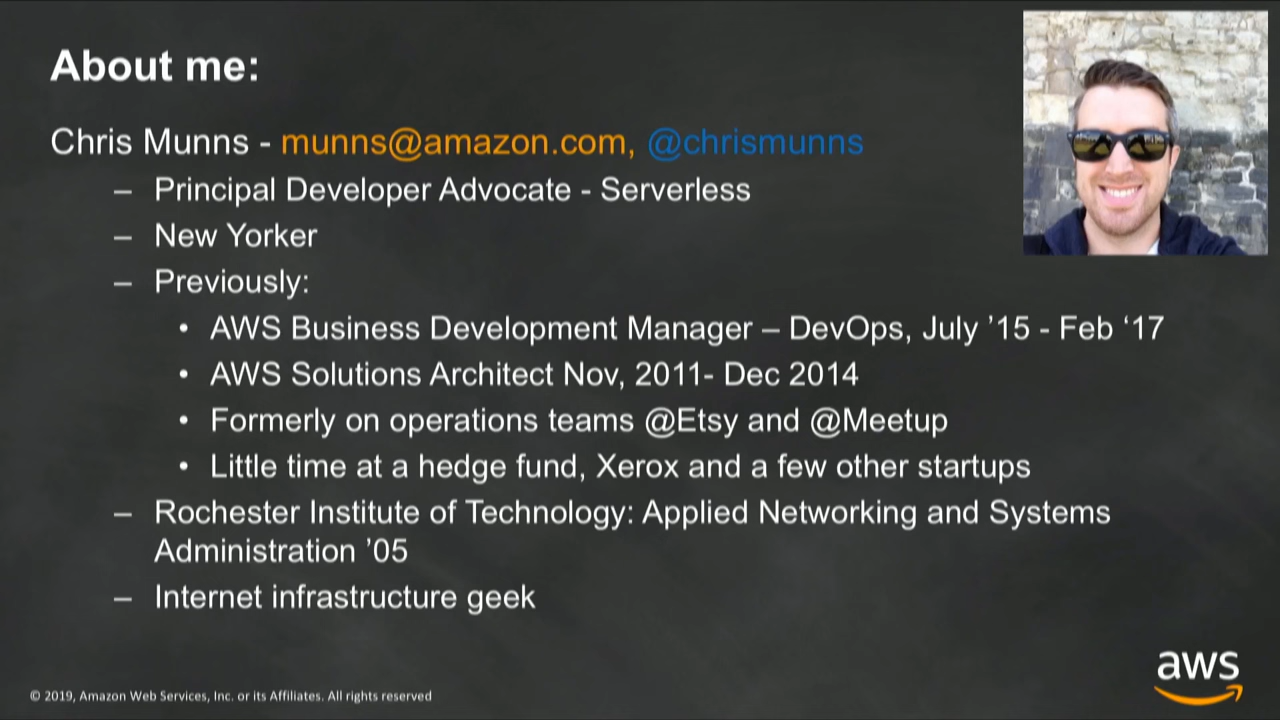 About me:
Chris Munns - munns@amazon.com, @chrismunns
– Principal Developer Advocate - Serverless
– New Yorker
– Previously:
• AWS Business Development Manager – DevOps, July ’15 - Feb ‘17
• AWS Solutions Architect Nov, 2011- Dec 2014
• Formerly on operations teams @Etsy and @Meetup
• Little time at a hedge fund, Xerox and a few other startups
– Rochester Institute of Technology: Applied Networking and Systems
Administration ’05
– Internet infrastructure geek
aws
© 2019, Amazon Web Services, Inc. or its Affiliates. All rights reserved